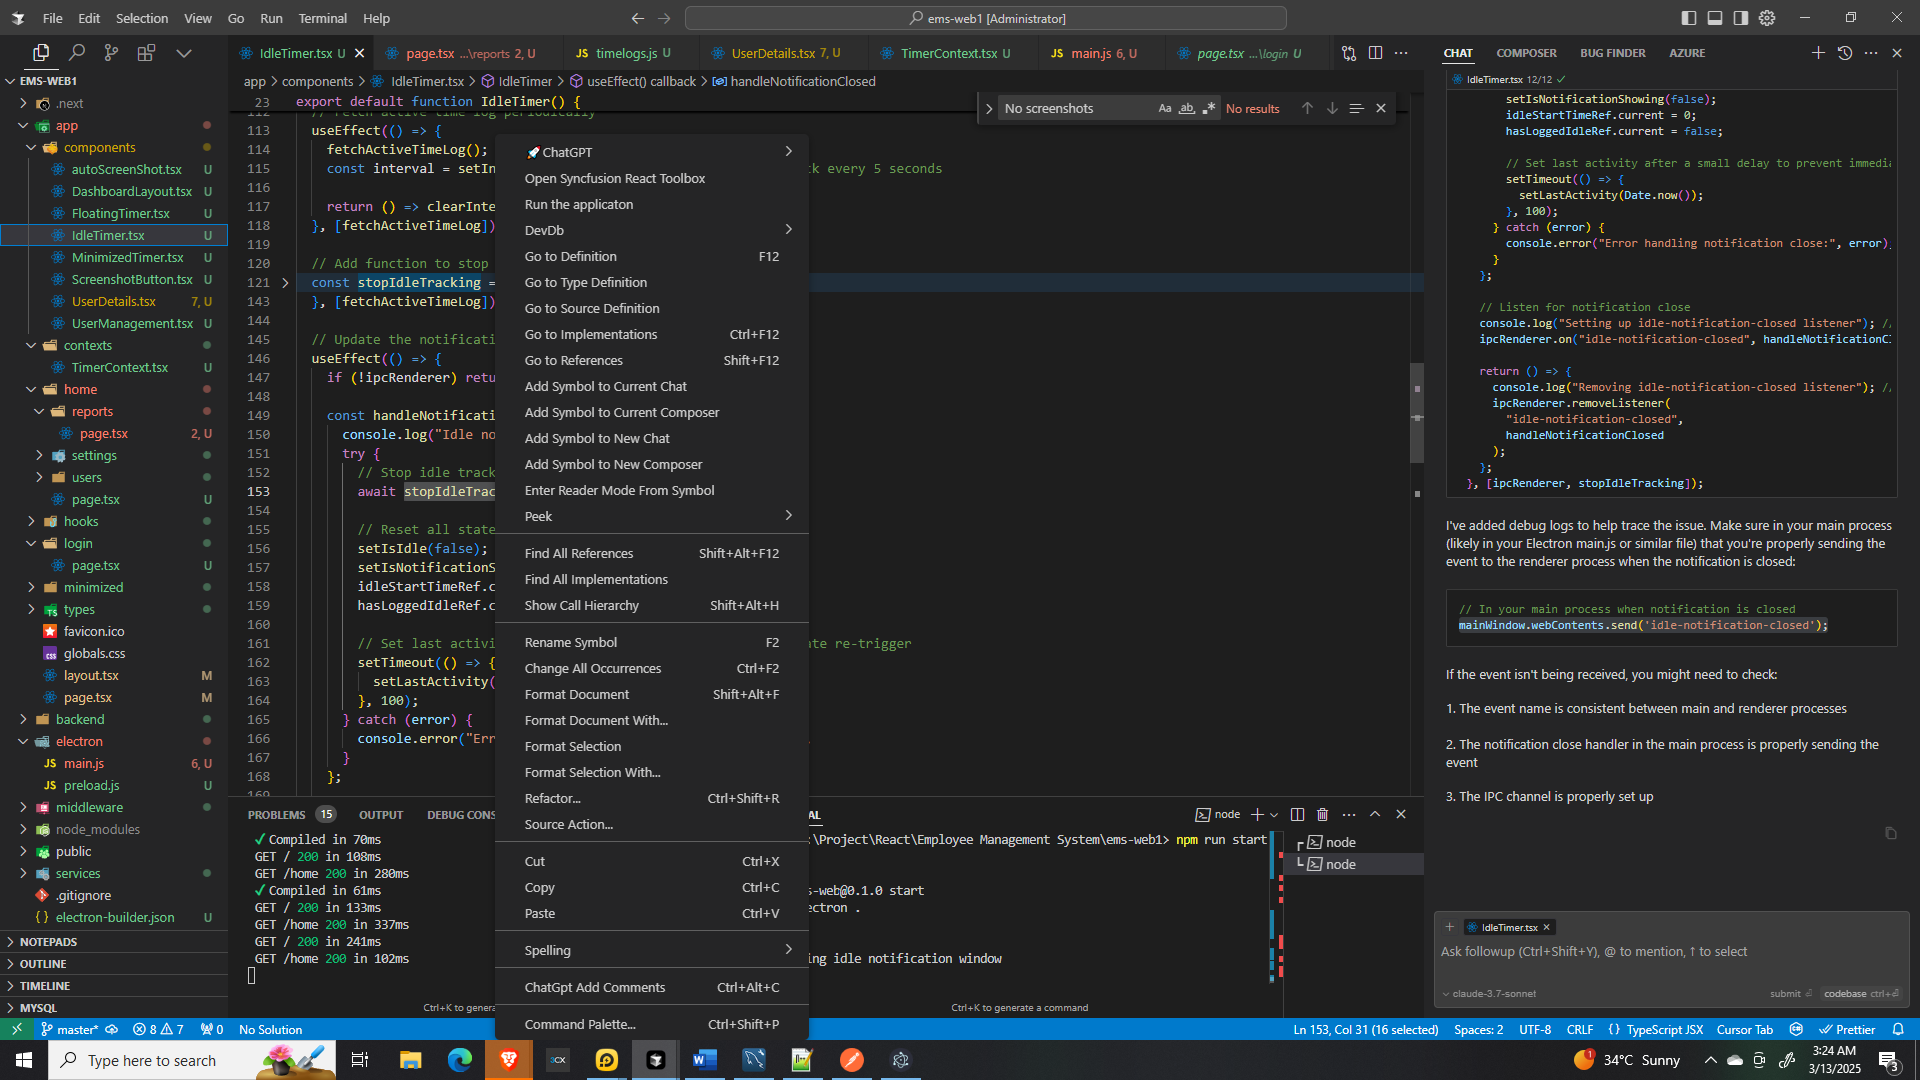 File Edit Selection View Go Run Terminal Help
ems-web1 [Administrator]
IdleTimer.tsx U
page.tsx ...\reports 2, U
timelogs.js U
UserDetails.tsx 7, U
TimerContext.tsx U
main.js 6, U
page.tsx ...\login U
CHAT COMPOSER BUG FINDER AZURE
EMS-WEB1
.next
app
components
autoScreenShot.tsx U
DashboardLayout.tsx U
FloatingTimer.tsx U
IdleTimer.tsx U
MinimizedTimer.tsx U
ScreenshotButton.tsx U
UserDetails.tsx 7, U
UserManagement.tsx U
contexts
TimerContext.tsx U
home
reports
page.tsx 2, U
settings
users
page.tsx U
hooks
login
page.tsx U
minimized
types
favicon.ico
globals.css
layout.tsx M
page.tsx M
backend
electron
main.js 6, U
preload.js U
middleware
node_modules
public
services
.gitignore
electron-builder.json U
NOTEPADS
OUTLINE
TIMELINE
MYSQL
app > components > IdleTimer.tsx > IdleTimer > useEffect() callback > handleNotificationClosed
No screenshots Aa ab .* No results
23 export default function IdleTimer() {
112 // Fetch active time log periodically
113 useEffect(() => {
114 fetchActiveTimeLog();
115 const interval = setIn ck every 5 seconds
116
117 return () => clearInte
118 }, [fetchActiveTimeLog])
119
120 // Add function to stop
121 const stopIdleTracking =
143 }, [fetchActiveTimeLog])
144
145 // Update the notificati
146 useEffect(() => {
147 if (!ipcRenderer) retu
148
149 const handleNotificati
150 console.log("Idle no
151 try {
152 // Stop idle track
153 await stopIdleTrac
154
155 // Reset all state
156 setIsIdle(false);
157 setIsNotificationS
158 idleStartTimeRef.c
159 hasLoggedIdleRef.c
160
161 // Set last activi te re-trigger
162 setTimeout(() => {
163 setLastActivity(
164 }, 100);
165 } catch (error) {
166 console.error("Err
167 }
168 };
169
ChatGPT
Open Syncfusion React Toolbox
Run the applicaton
DevDb
Go to Definition F12
Go to Type Definition
Go to Source Definition
Go to Implementations Ctrl+F12
Go to References Shift+F12
Add Symbol to Current Chat
Add Symbol to Current Composer
Add Symbol to New Chat
Add Symbol to New Composer
Enter Reader Mode From Symbol
Peek
Find All References Shift+Alt+F12
Find All Implementations
Show Call Hierarchy Shift+Alt+H
Rename Symbol F2
Change All Occurrences Ctrl+F2
Format Document Shift+Alt+F
Format Document With...
Format Selection
Format Selection With...
Refactor... Ctrl+Shift+R
Source Action...
Cut Ctrl+X
Copy Ctrl+C
Paste Ctrl+V
Spelling
ChatGpt Add Comments Ctrl+Alt+C
Command Palette... Ctrl+Shift+P
PROBLEMS 15 OUTPUT DEBUG CONS AL
node
✓ Compiled in 70ms
GET / 200 in 108ms
GET /home 200 in 280ms
✓ Compiled in 61ms
GET / 200 in 133ms
GET /home 200 in 337ms
GET / 200 in 241ms
GET /home 200 in 102ms
Ctrl+K to genera
:\Project\React\Employee Management System\ems-web1> npm run start
s-web@0.1.0 start
ectron .
ng idle notification window
Ctrl+K to generate a command
node
node
IdleTimer.tsx 12/12 ✓
setIsNotificationShowing(false);
idleStartTimeRef.current = 0;
hasLoggedIdleRef.current = false;
// Set last activity after a small delay to prevent immedia
setTimeout(() => {
setLastActivity(Date.now());
}, 100);
} catch (error) {
console.error("Error handling notification close:", error)
}
};
// Listen for notification close
console.log("Setting up idle-notification-closed listener"); /
ipcRenderer.on("idle-notification-closed", handleNotificationCl
return () => {
console.log("Removing idle-notification-closed listener"); /
ipcRenderer.removeListener(
"idle-notification-closed",
handleNotificationClosed
);
};
}, [ipcRenderer, stopIdleTracking]);
I've added debug logs to help trace the issue. Make sure in your main process
(likely in your Electron main.js or similar file) that you're properly sending the
event to the renderer process when the notification is closed:
// In your main process when notification is closed
mainWindow.webContents.send('idle-notification-closed');
If the event isn't being received, you might need to check:
1. The event name is consistent between main and renderer processes
2. The notification close handler in the main process is properly sending the
event
3. The IPC channel is properly set up
+ IdleTimer.tsx ×
Ask followup (Ctrl+Shift+Y), @ to mention, ↑ to select
claude-3.7-sonnet submit codebase ctrl+⏎
master* 8 7 0 No Solution
Ln 153, Col 31 (16 selected) Spaces: 2 UTF-8 CRLF {} TypeScript JSX Cursor Tab Prettier
Type here to search
34°C Sunny
3:24 AM
3/13/2025
3